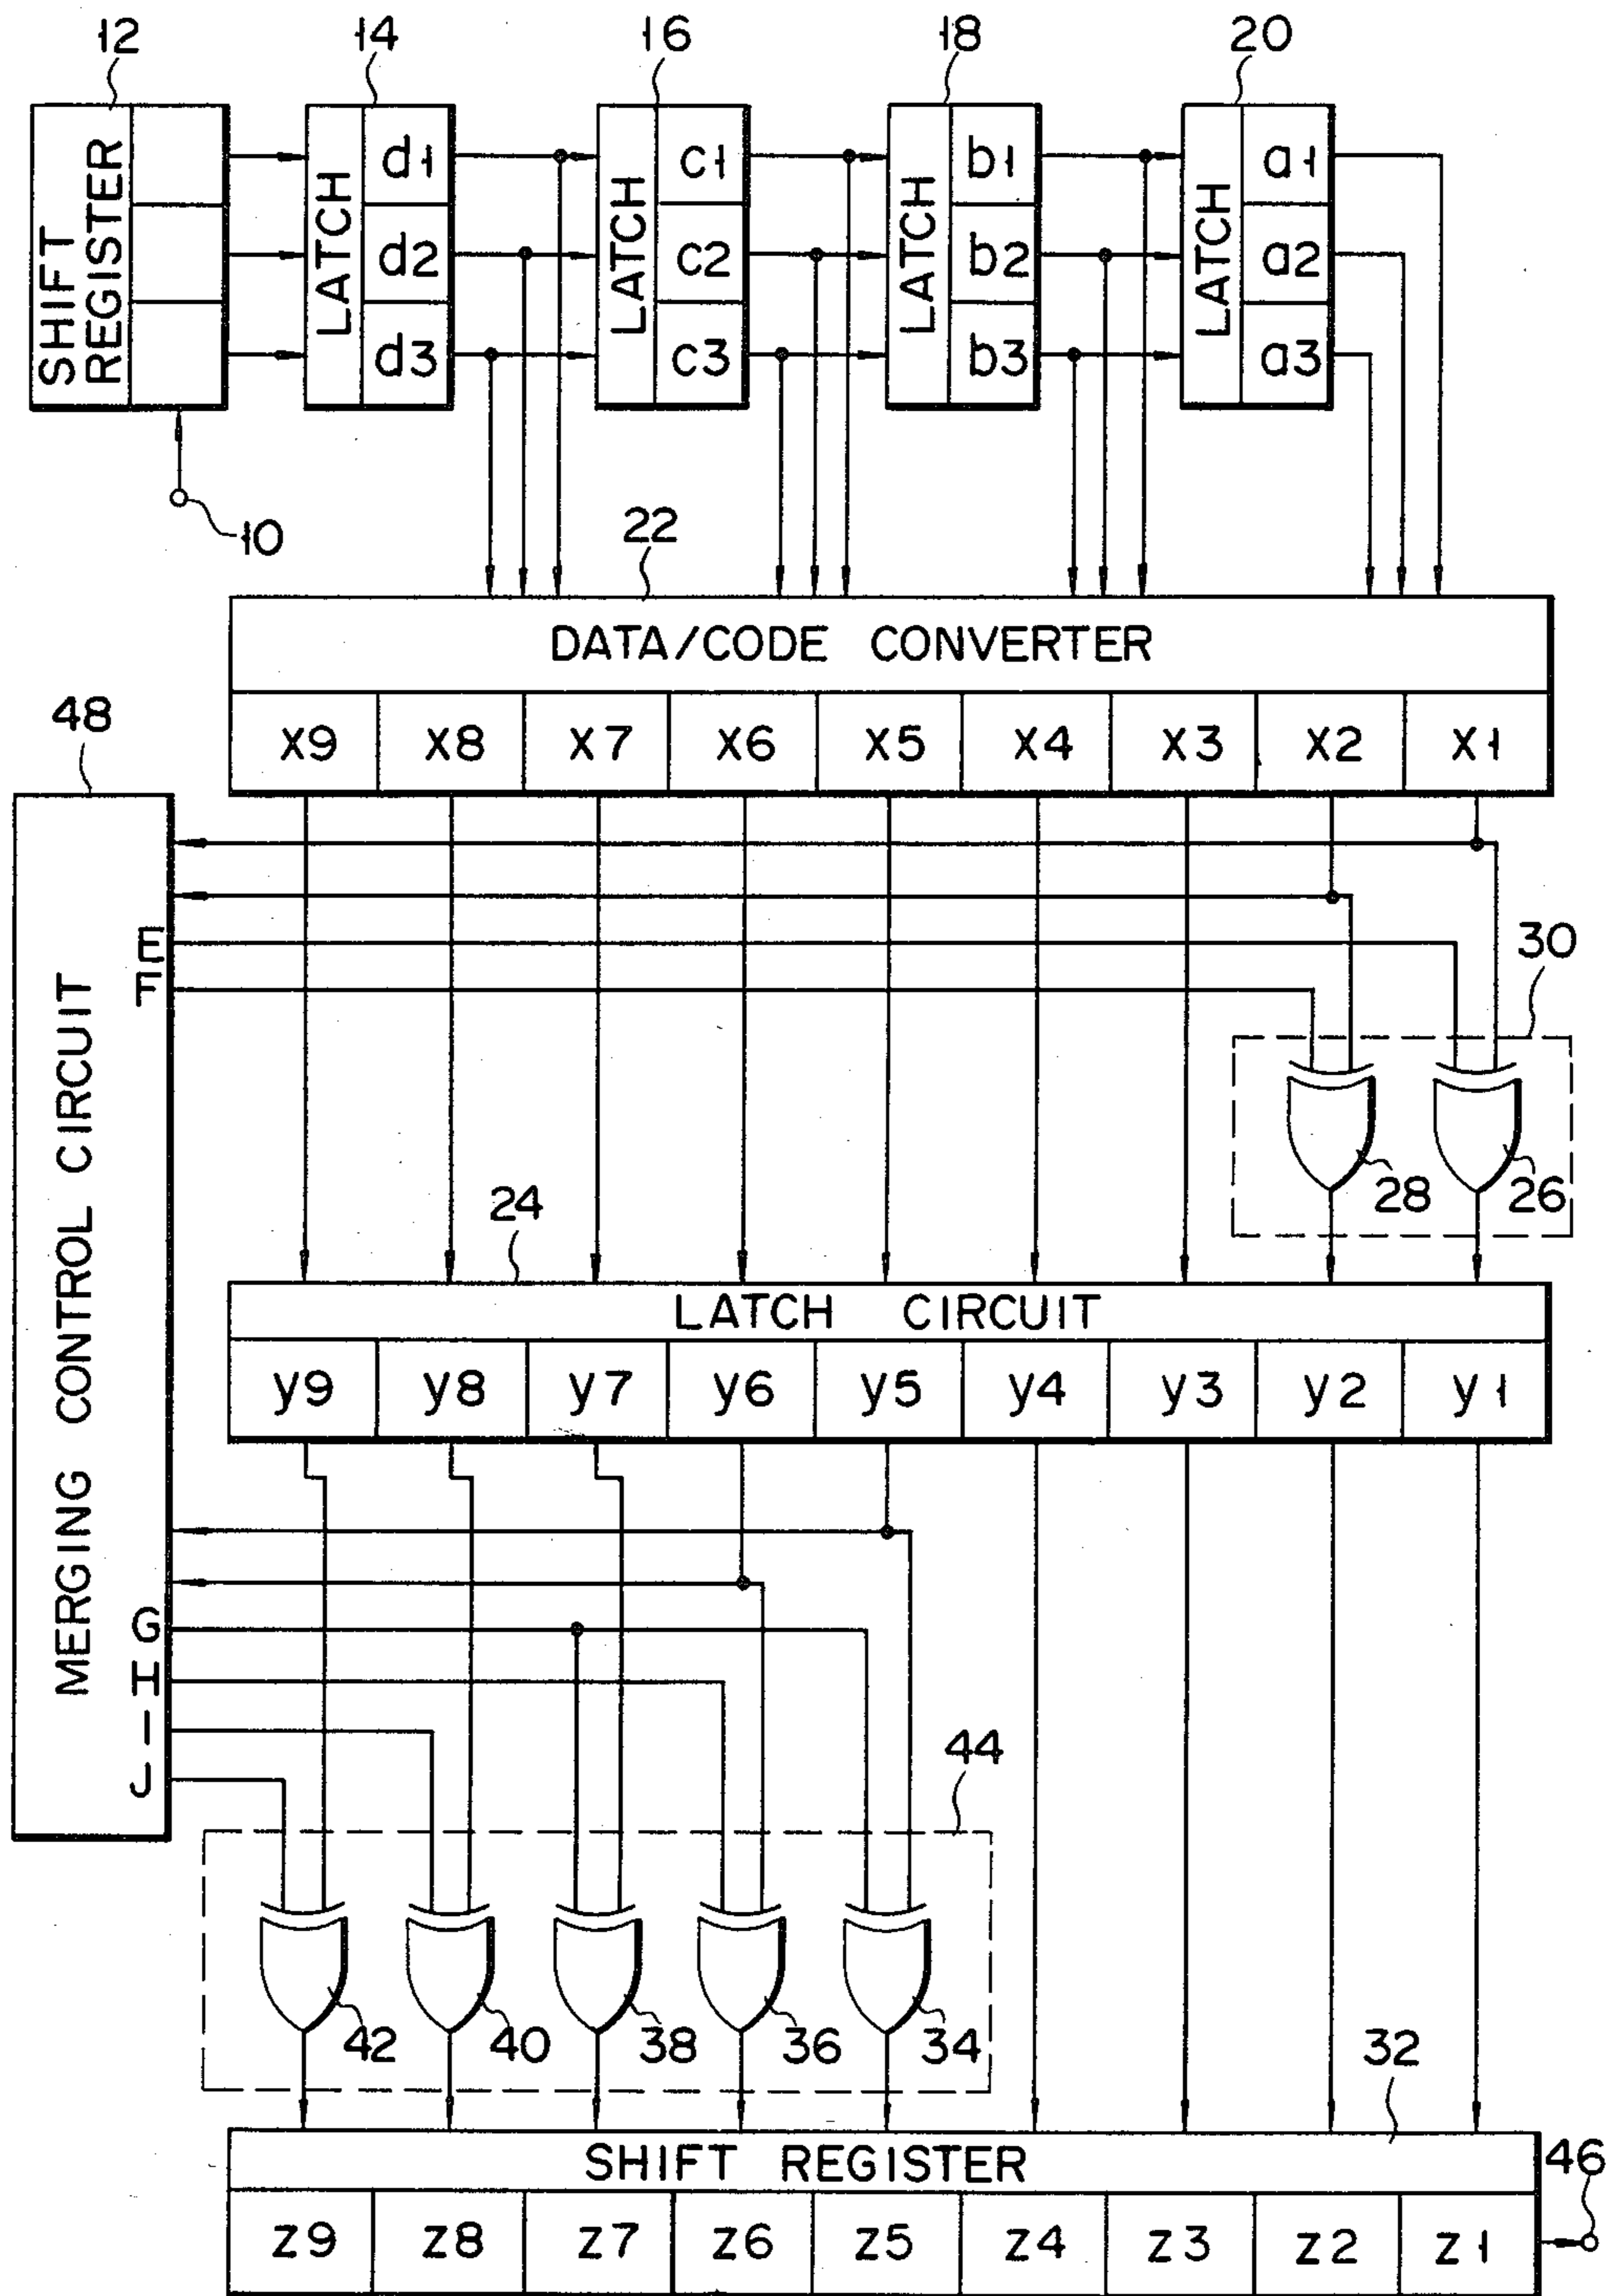 12 14 16 18 20
SHIFT REGISTER
LATCH d1 d2 d3
LATCH c1 c2 c3
LATCH b1 b2 b3
LATCH a1 a2 a3
10
22
DATA/CODE CONVERTER
x9 x8 x7 x6 x5 x4 x3 x2 x1
48
MERGING CONTROL CIRCUIT
E
F
30
28 26
24
LATCH CIRCUIT
y9 y8 y7 y6 y5 y4 y3 y2 y1
G
H
I
J
44
42 40 38 36 34
32
SHIFT REGISTER
46
z9 z8 z7 z6 z5 z4 z3 z2 z1